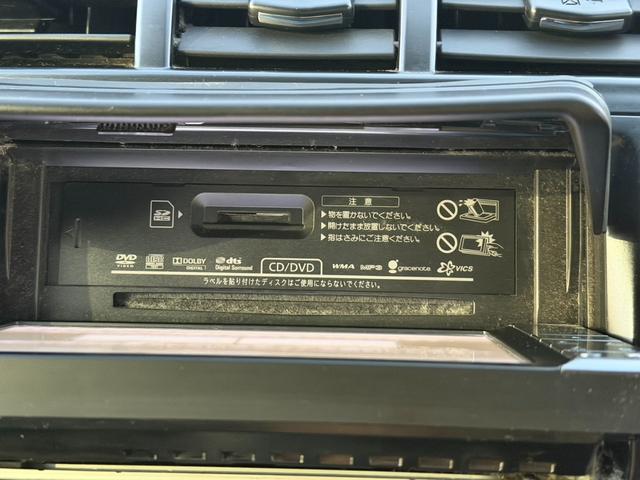 注意
▶物を置かないでください。
▶開けたまま放置しないでください。
▶指はさみにご注意ください。
SD
DVD VIDEO
DOLBY DIGITAL
dts Digital Surround
CD/DVD
WMA
MP3
gracenote
VICS
ラベルを貼り付けたディスクはご使用にならないでください。